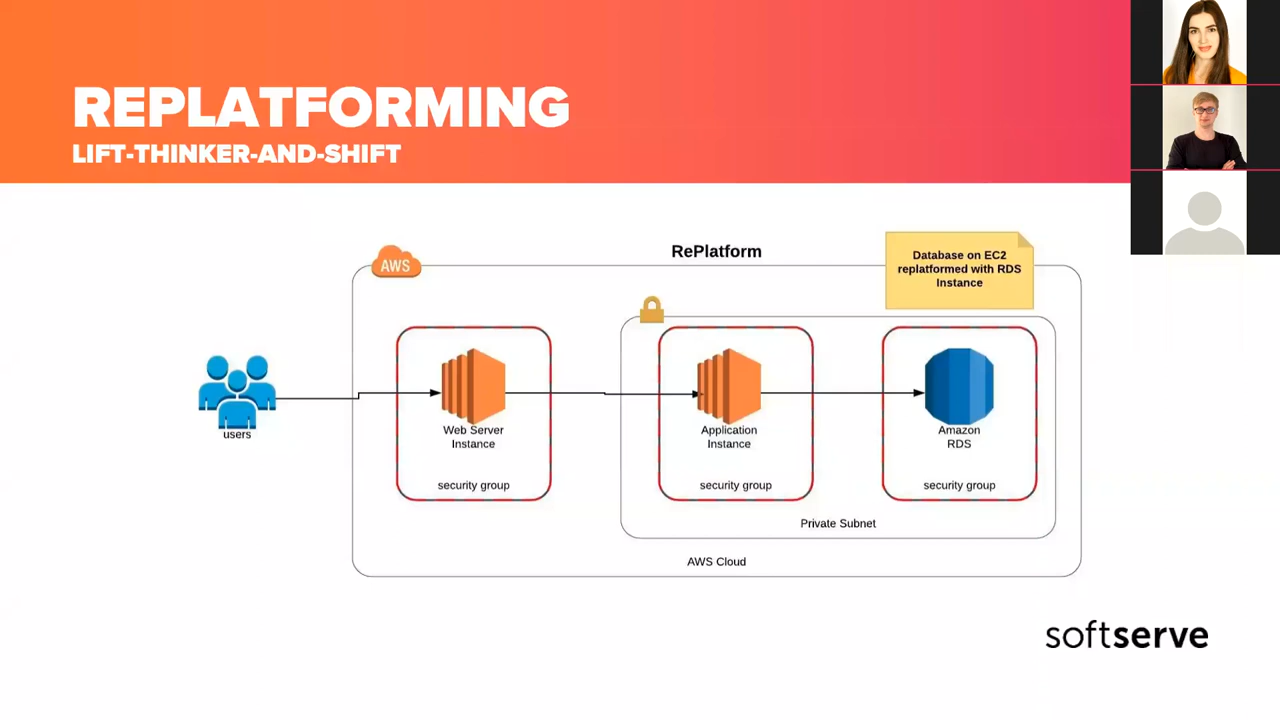 REPLATFORMING
LIFT-THINKER-AND-SHIFT
RePlatform
AWS
Database on EC2
replatformed with RDS
Instance
users
Web Server
Instance
security group
Application
Instance
security group
Amazon
RDS
security group
Private Subnet
AWS Cloud
softserve